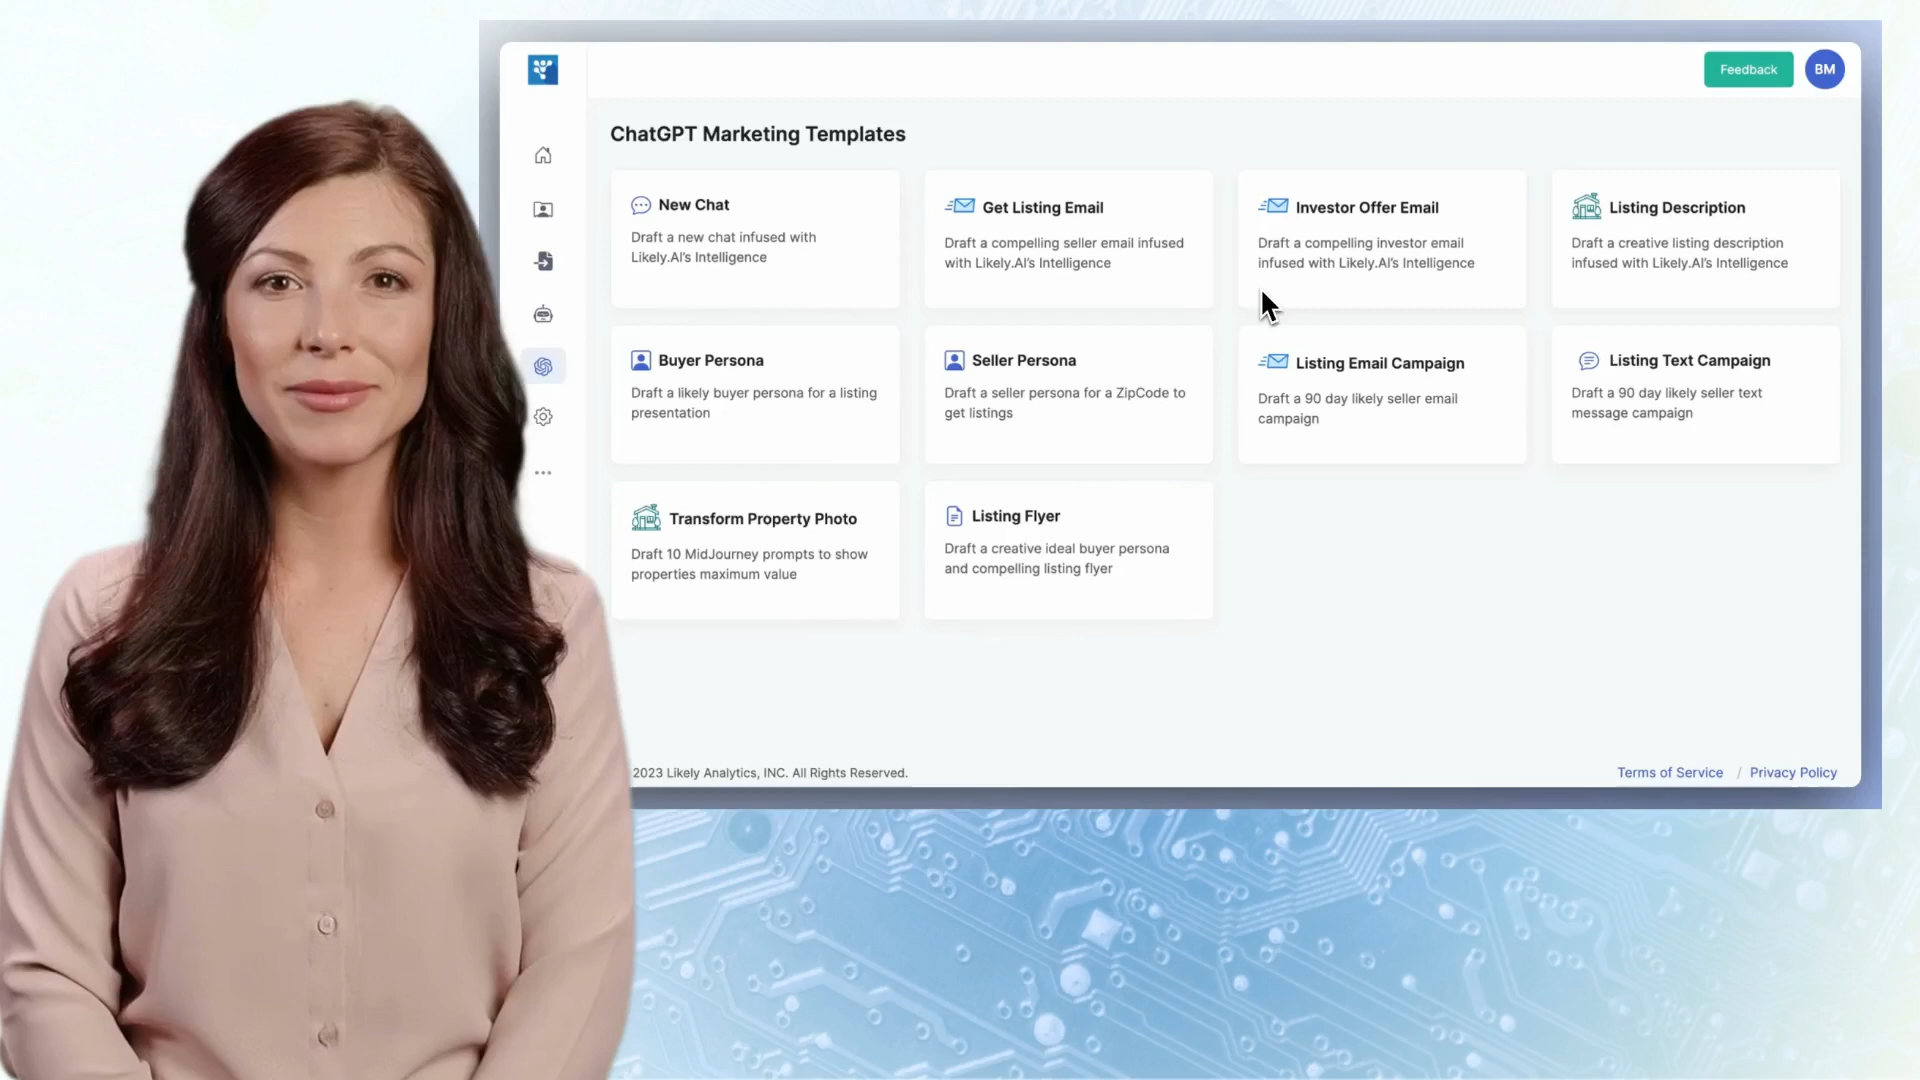 Feedback
BM
ChatGPT Marketing Templates
New Chat
Draft a new chat infused with
Likely.AI's Intelligence
Get Listing Email
Draft a compelling seller email infused
with Likely.AI's Intelligence
Investor Offer Email
Draft a compelling investor email
infused with Likely.AI's Intelligence
Listing Description
Draft a creative listing description
infused with Likely.AI's Intelligence
Buyer Persona
Draft a likely buyer persona for a listing
presentation
Seller Persona
Draft a seller persona for a ZipCode to
get listings
Listing Email Campaign
Draft a 90 day likely seller email
campaign
Listing Text Campaign
Draft a 90 day likely seller text
message campaign
Transform Property Photo
Draft 10 MidJourney prompts to show
properties maximum value
Listing Flyer
Draft a creative ideal buyer persona
and compelling listing flyer
2023 Likely Analytics, INC. All Rights Reserved.
Terms of Service / Privacy Policy